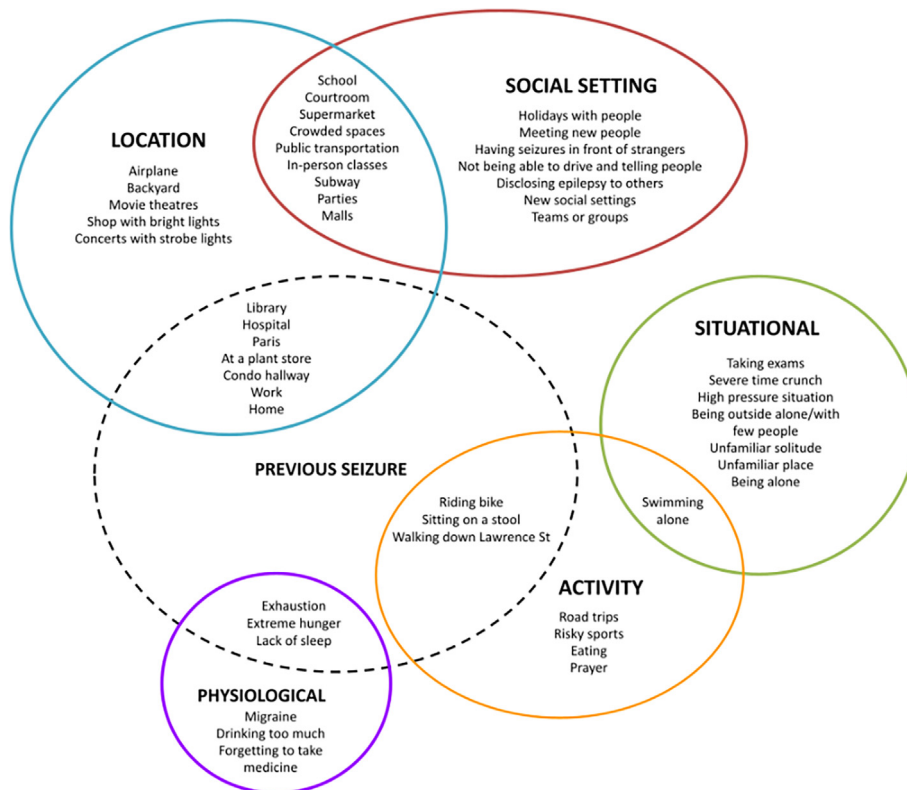 SOCIAL SETTING
Holidays with people
Meeting new people
Having seizures in front of strangers
Not being able to drive and telling people
Disclosing epilepsy to others
New social settings
Teams or groups
School
Courtroom
Supermarket
Crowded spaces
Public transportation
In-person classes
Subway
Parties
Malls
LOCATION
Airplane
Backyard
Movie theatres
Shop with bright lights
Concerts with strobe lights
Library
Hospital
Paris
At a plant store
Condo hallway
Work
Home
SITUATIONAL
Taking exams
Severe time crunch
High pressure situation
Being outside alone/with
few people
Unfamiliar solitude
Unfamiliar place
Being alone
PREVIOUS SEIZURE
Riding bike
Sitting on a stool
Walking down Lawrence St
Swimming
alone
ACTIVITY
Road trips
Risky sports
Eating
Prayer
Exhaustion
Extreme hunger
Lack of sleep
PHYSIOLOGICAL
Migraine
Drinking too much
Forgetting to take
medicine